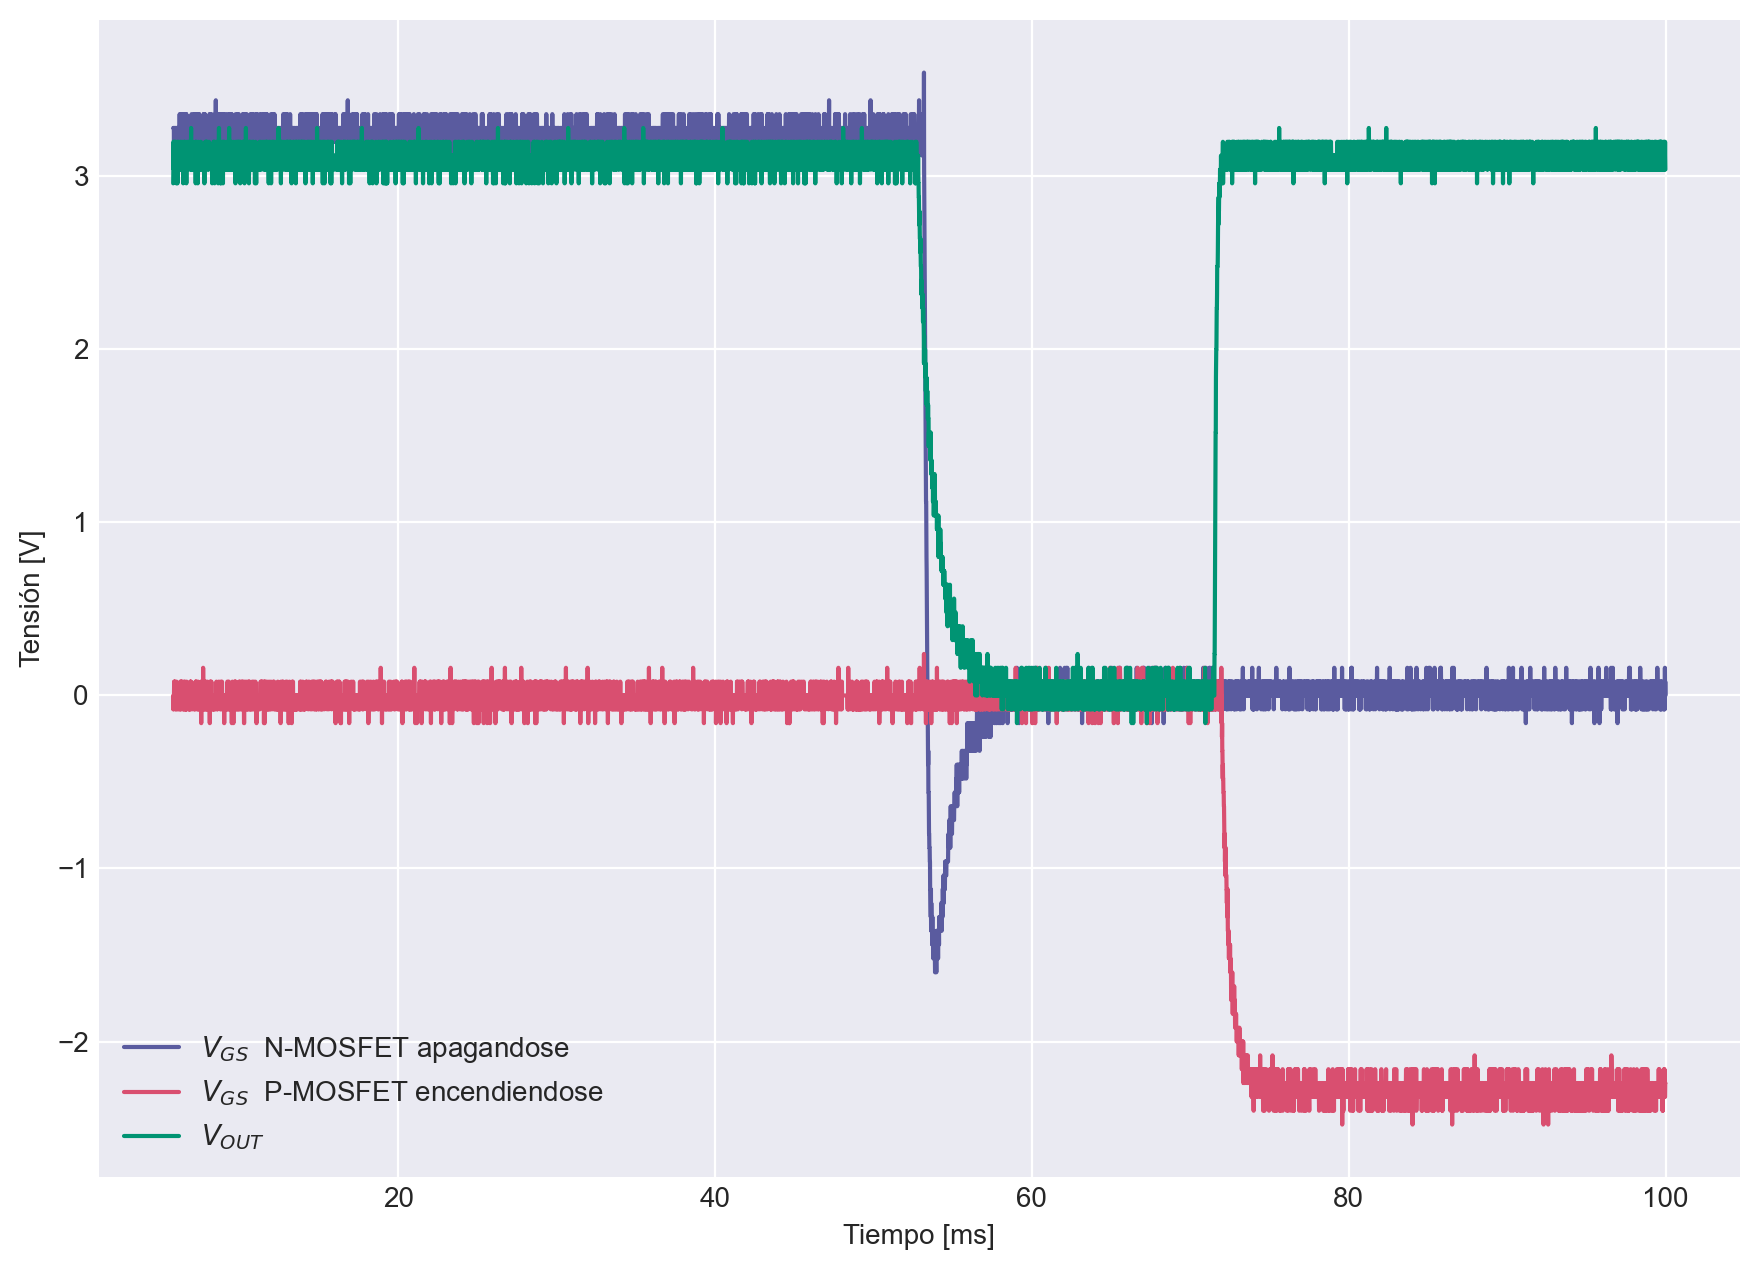 3
2
1
0
−1
−2
Tensión [V]
V_GS N-MOSFET apagandose
V_GS P-MOSFET encendiendose
V_OUT
20 40 60 80 100
Tiempo [ms]